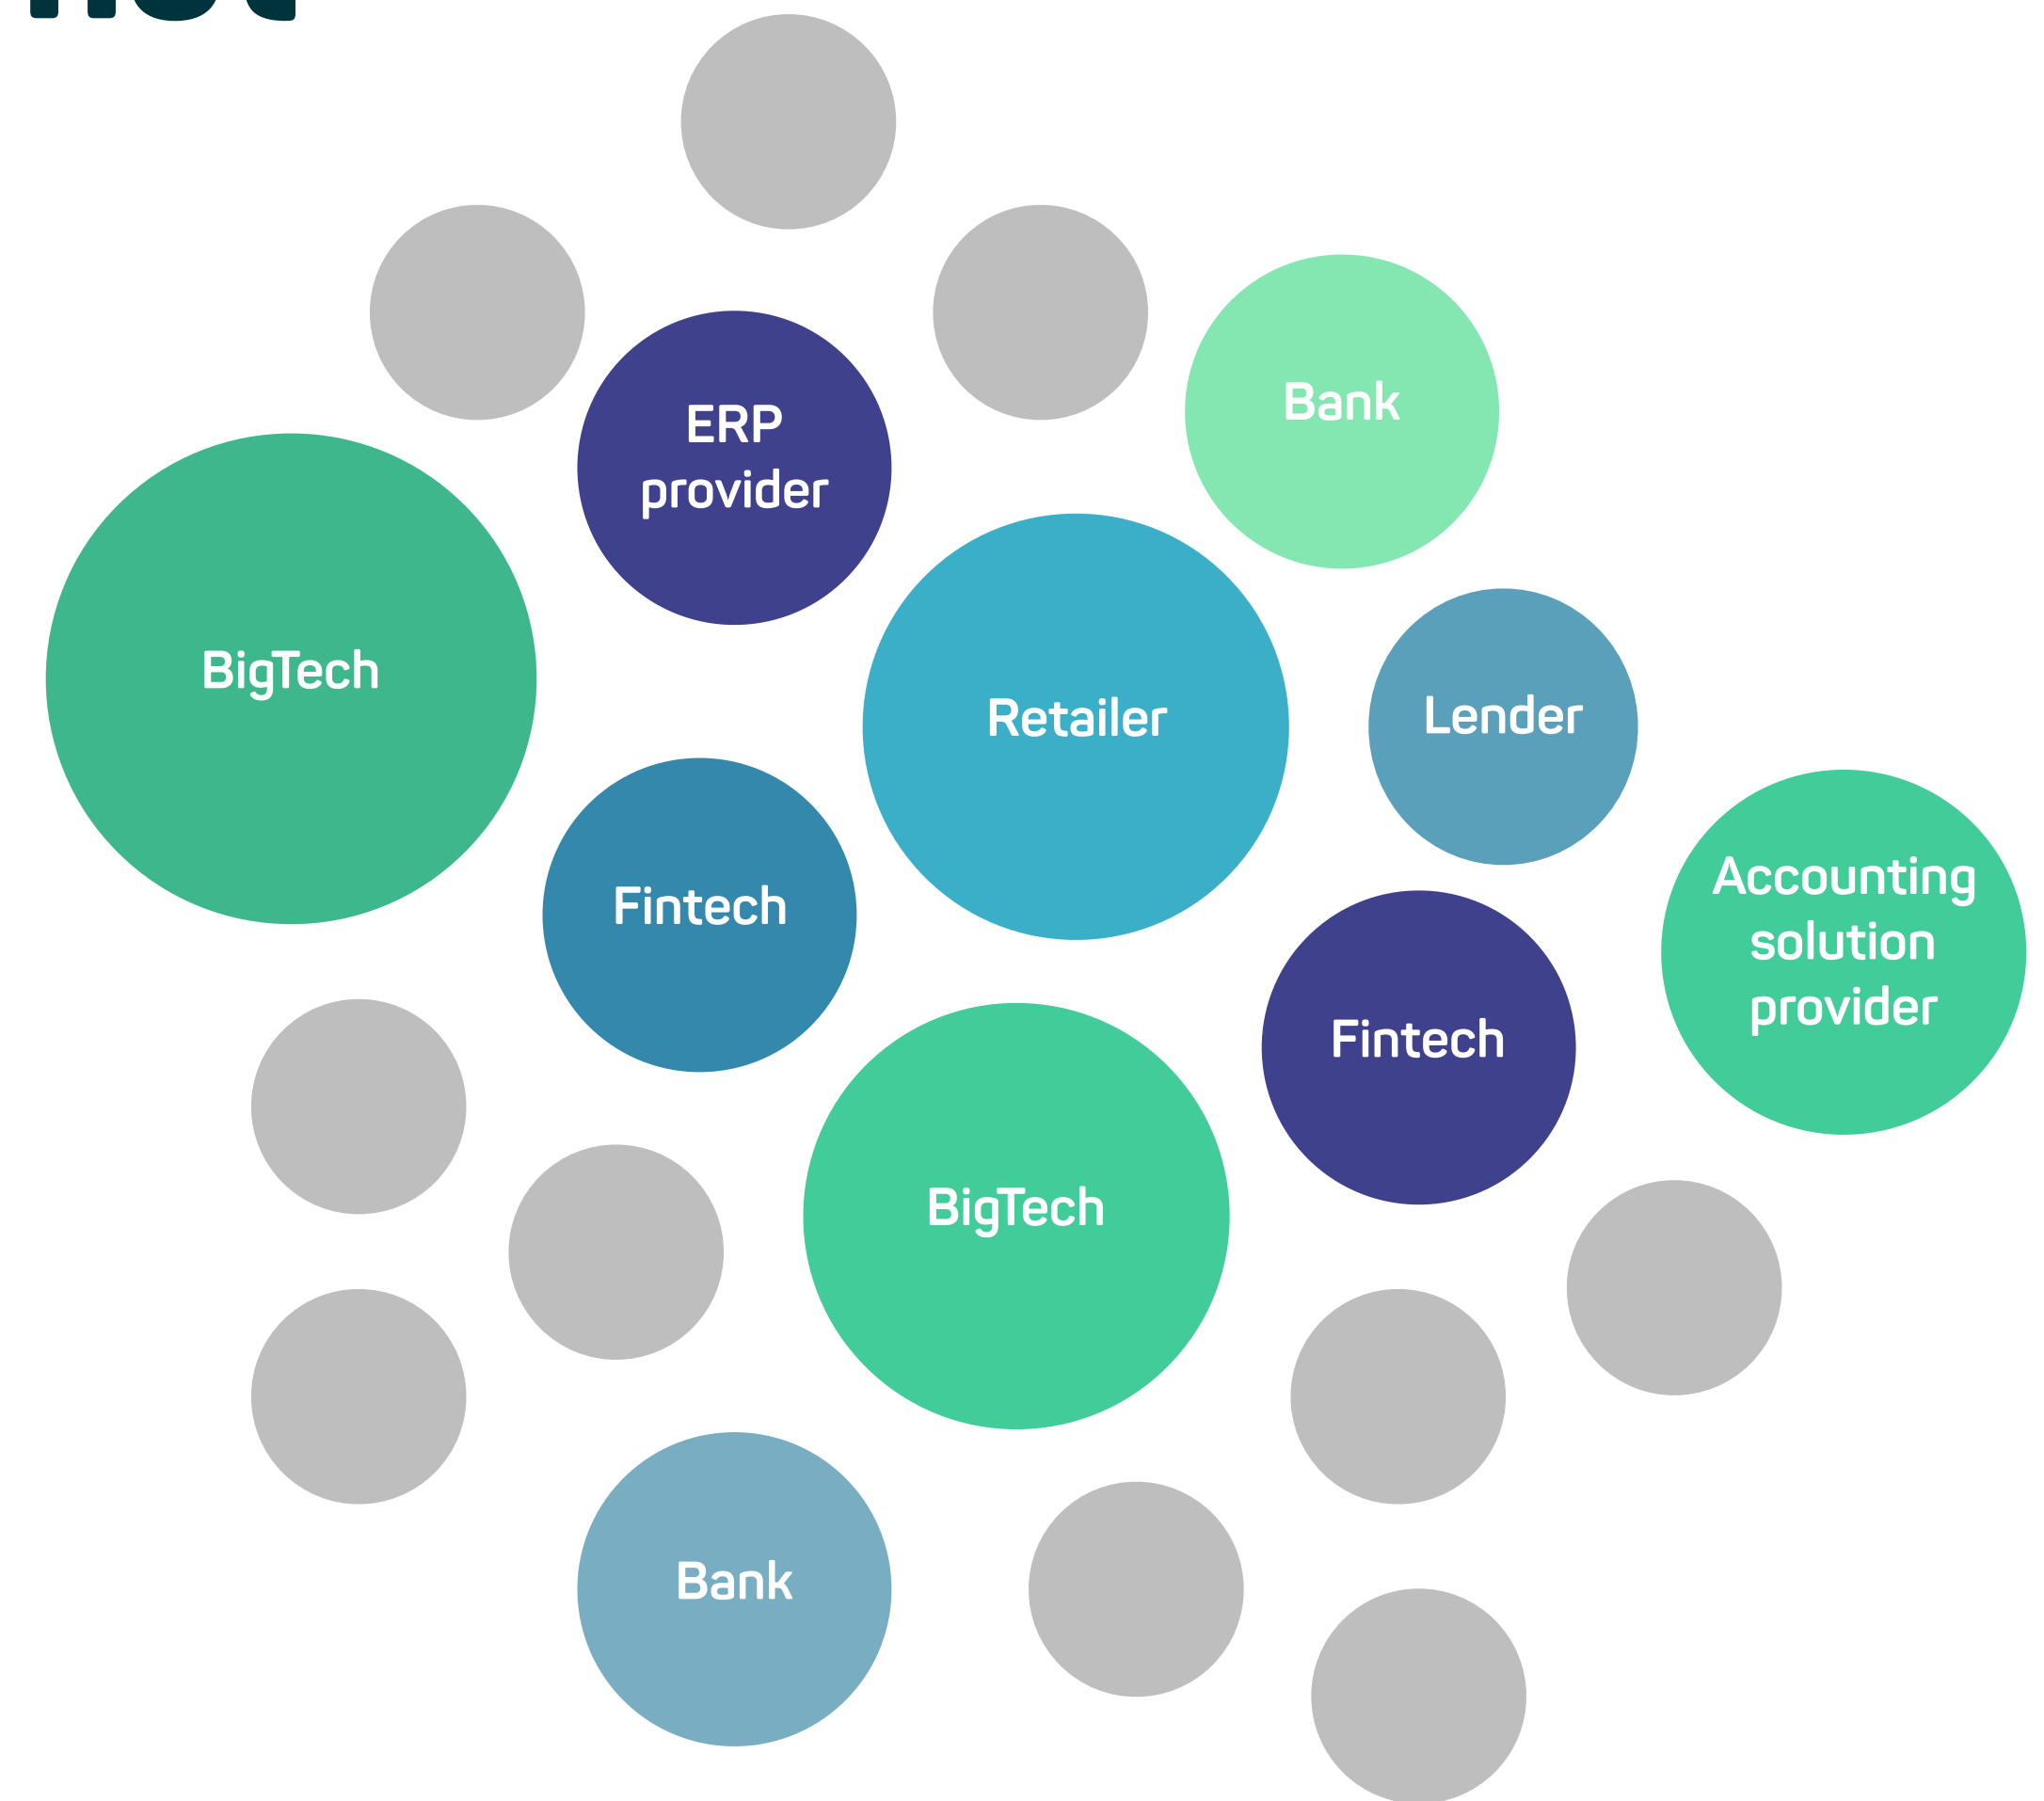 Bank
ERP
provider
BigTech
Retailer
Lender
Accounting
solution
provider
Fintech
Fintech
BigTech
Bank